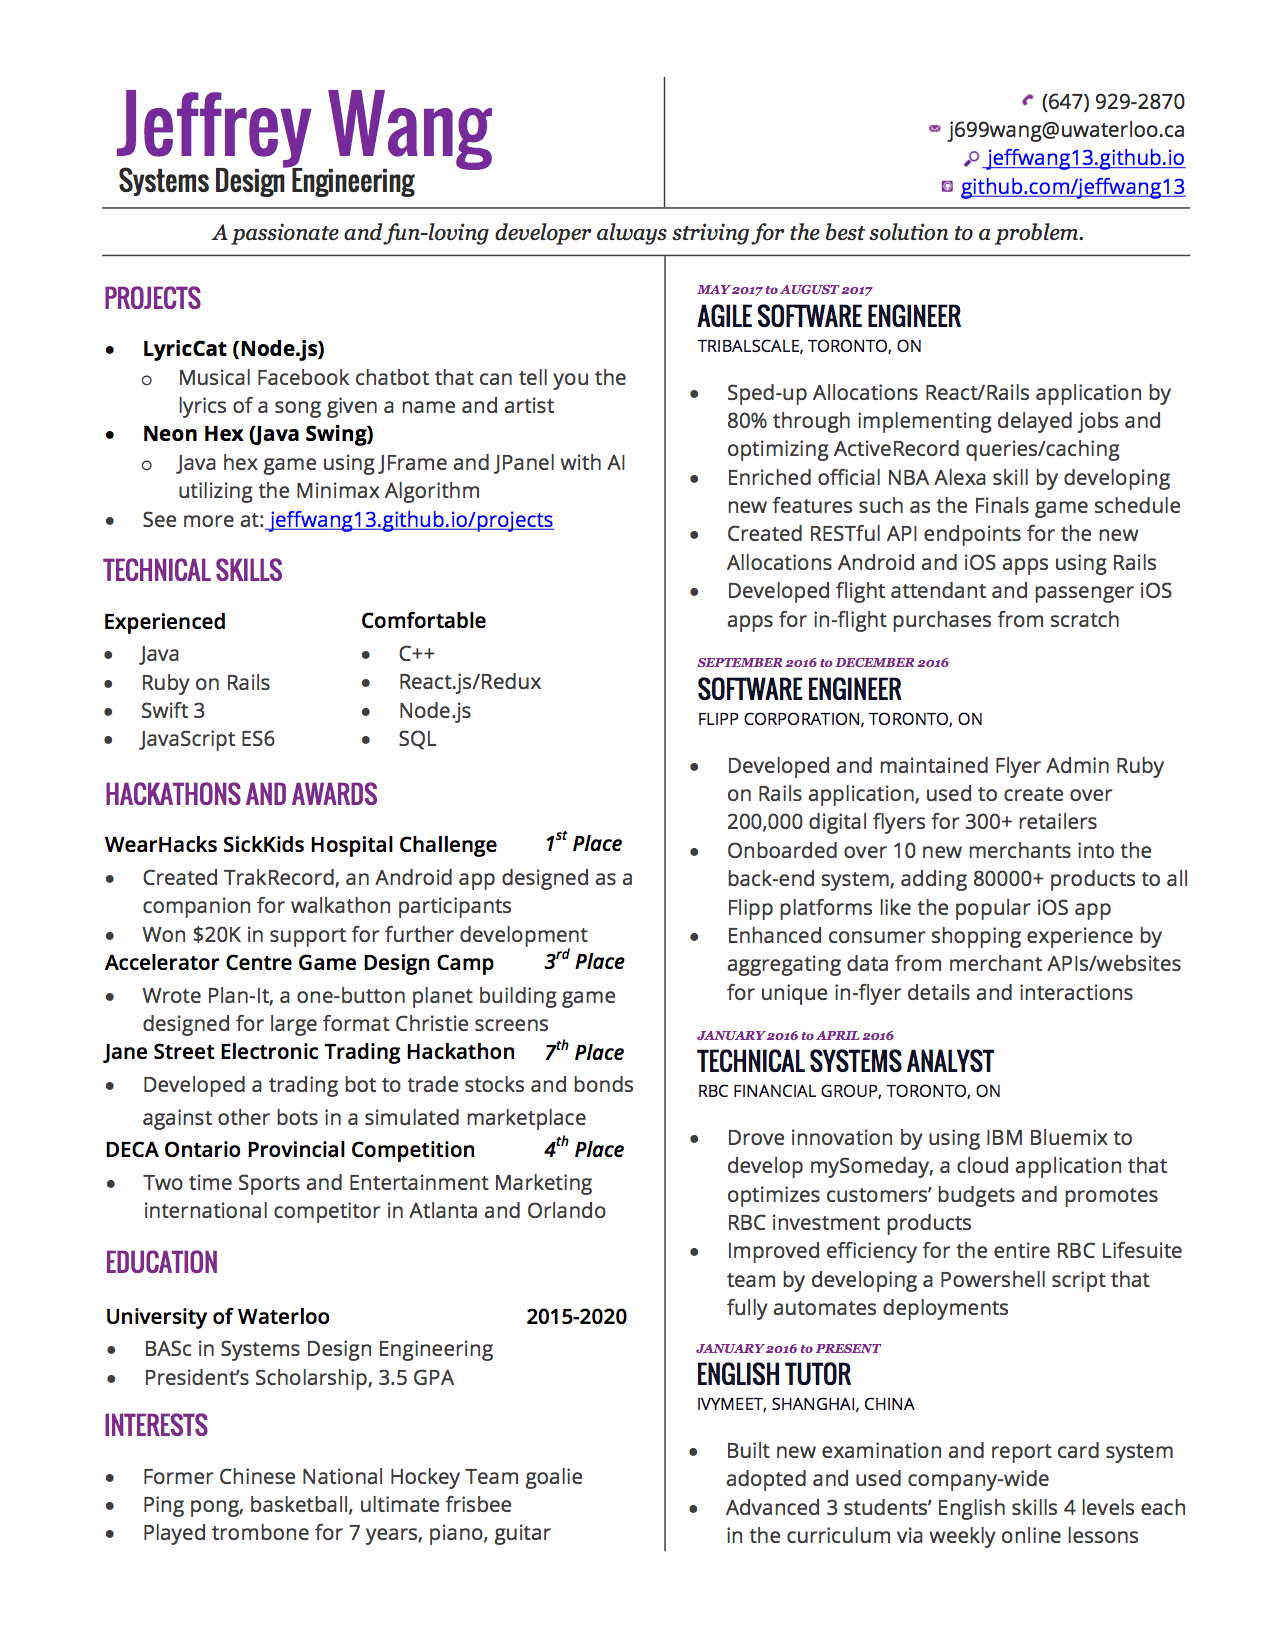 Jeffrey Wang
Systems Design Engineering
(647) 929-2870
j699wang@uwaterloo.ca
jeffwang13.github.io
github.com/jeffwang13
A passionate and fun-loving developer always striving for the best solution to a problem.
PROJECTS
• LyricCat (Node.js)
o Musical Facebook chatbot that can tell you the
lyrics of a song given a name and artist
• Neon Hex (Java Swing)
o Java hex game using JFrame and JPanel with AI
utilizing the Minimax Algorithm
• See more at: jeffwang13.github.io/projects
TECHNICAL SKILLS
Experienced
• Java
• Ruby on Rails
• Swift 3
• JavaScript ES6
Comfortable
• C++
• React.js/Redux
• Node.js
• SQL
HACKATHONS AND AWARDS
WearHacks SickKids Hospital Challenge 1st Place
• Created TrakRecord, an Android app designed as a
companion for walkathon participants
• Won $20K in support for further development
Accelerator Centre Game Design Camp 3rd Place
• Wrote Plan-It, a one-button planet building game
designed for large format Christie screens
Jane Street Electronic Trading Hackathon 7th Place
• Developed a trading bot to trade stocks and bonds
against other bots in a simulated marketplace
DECA Ontario Provincial Competition 4th Place
• Two time Sports and Entertainment Marketing
international competitor in Atlanta and Orlando
EDUCATION
University of Waterloo 2015-2020
• BASc in Systems Design Engineering
• President’s Scholarship, 3.5 GPA
INTERESTS
• Former Chinese National Hockey Team goalie
• Ping pong, basketball, ultimate frisbee
• Played trombone for 7 years, piano, guitar
MAY 2017 to AUGUST 2017
AGILE SOFTWARE ENGINEER
TRIBALSCALE, TORONTO, ON
• Sped-up Allocations React/Rails application by
80% through implementing delayed jobs and
optimizing ActiveRecord queries/caching
• Enriched official NBA Alexa skill by developing
new features such as the Finals game schedule
• Created RESTful API endpoints for the new
Allocations Android and iOS apps using Rails
• Developed flight attendant and passenger iOS
apps for in-flight purchases from scratch
SEPTEMBER 2016 to DECEMBER 2016
SOFTWARE ENGINEER
FLIPP CORPORATION, TORONTO, ON
• Developed and maintained Flyer Admin Ruby
on Rails application, used to create over
200,000 digital flyers for 300+ retailers
• Onboarded over 10 new merchants into the
back-end system, adding 80000+ products to all
Flipp platforms like the popular iOS app
• Enhanced consumer shopping experience by
aggregating data from merchant APIs/websites
for unique in-flyer details and interactions
JANUARY 2016 to APRIL 2016
TECHNICAL SYSTEMS ANALYST
RBC FINANCIAL GROUP, TORONTO, ON
• Drove innovation by using IBM Bluemix to
develop mySomeday, a cloud application that
optimizes customers’ budgets and promotes
RBC investment products
• Improved efficiency for the entire RBC Lifesuite
team by developing a Powershell script that
fully automates deployments
JANUARY 2016 to PRESENT
ENGLISH TUTOR
IVYMEET, SHANGHAI, CHINA
• Built new examination and report card system
adopted and used company-wide
• Advanced 3 students’ English skills 4 levels each
in the curriculum via weekly online lessons